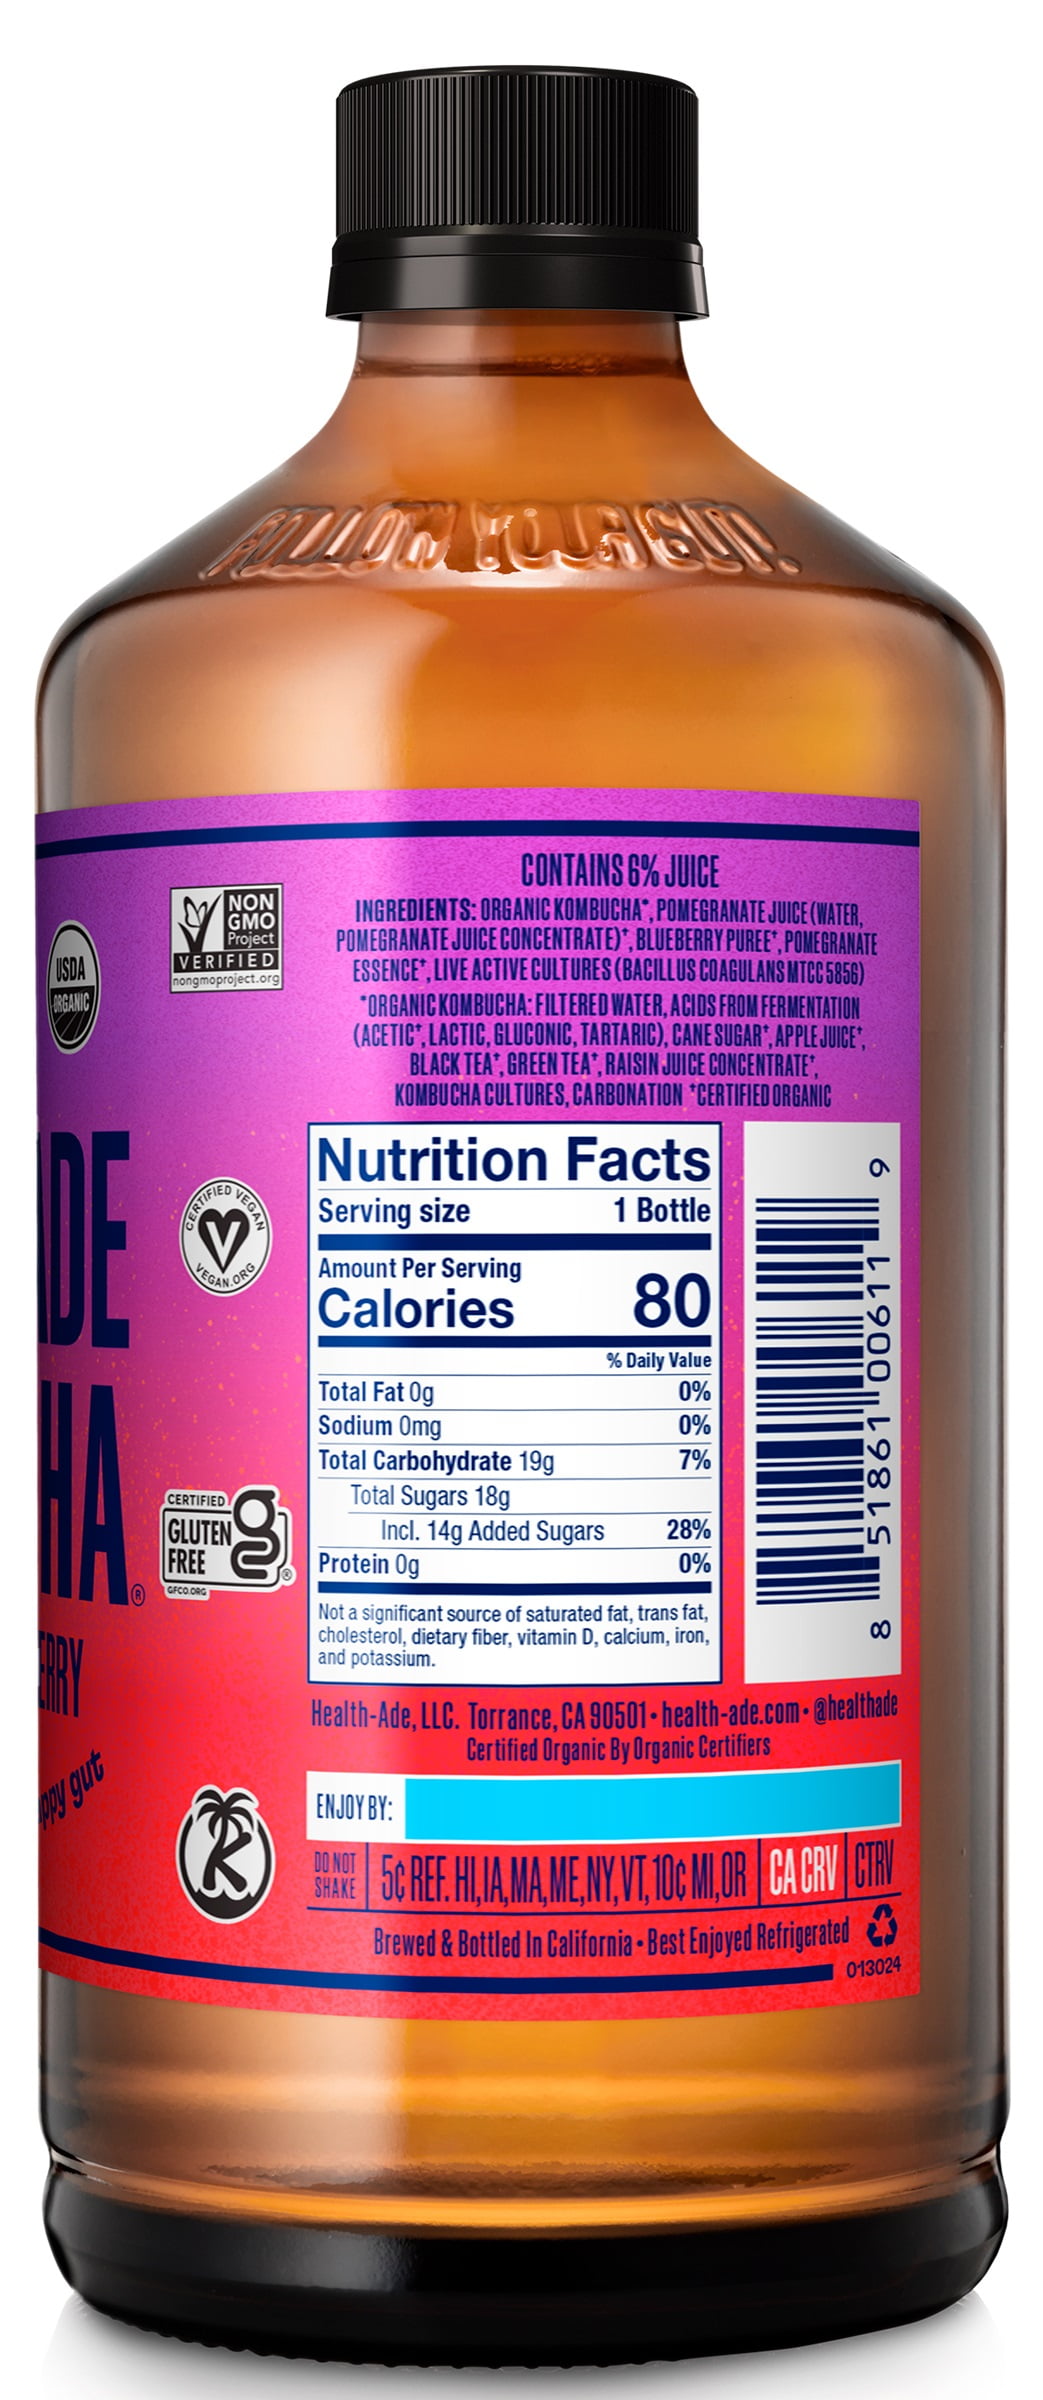 FOLLOW YOUR GUT!
CONTAINS 6% JUICE
INGREDIENTS: ORGANIC KOMBUCHA*, POMEGRANATE JUICE (WATER,
POMEGRANATE JUICE CONCENTRATE)⁺, BLUEBERRY PUREE⁺, POMEGRANATE
ESSENCE⁺, LIVE ACTIVE CULTURES (BACILLUS COAGULANS MTCC 5856)
*ORGANIC KOMBUCHA: FILTERED WATER, ACIDS FROM FERMENTATION
(ACETIC⁺, LACTIC, GLUCONIC, TARTARIC), CANE SUGAR⁺, APPLE JUICE⁺,
BLACK TEA⁺, GREEN TEA⁺, RAISIN JUICE CONCENTRATE⁺,
KOMBUCHA CULTURES, CARBONATION ⁺CERTIFIED ORGANIC
NON
GMO
Project
VERIFIED
nongmoproject.org
USDA
ORGANIC
ADE
HA®
ERRY
appy gut
CERTIFIED VEGAN
VEGAN.ORG
CERTIFIED
GLUTEN
FREE
GFCO.ORG
®
K
Nutrition Facts
Serving size 1 Bottle
Amount Per Serving
Calories 80
% Daily Value
Total Fat 0g 0%
Sodium 0mg 0%
Total Carbohydrate 19g 7%
Total Sugars 18g
Incl. 14g Added Sugars 28%
Protein 0g 0%
Not a significant source of saturated fat, trans fat,
cholesterol, dietary fiber, vitamin D, calcium, iron,
and potassium.
8 51861 00611 9
Health-Ade, LLC. Torrance, CA 90501 • health-ade.com • @healthade
Certified Organic By Organic Certifiers
ENJOY BY:
DO NOT
SHAKE
5¢ REF. HI, IA, MA, ME, NY, VT, 10¢ MI, OR
CA CRV
CTRV
Brewed & Bottled In California • Best Enjoyed Refrigerated
013024